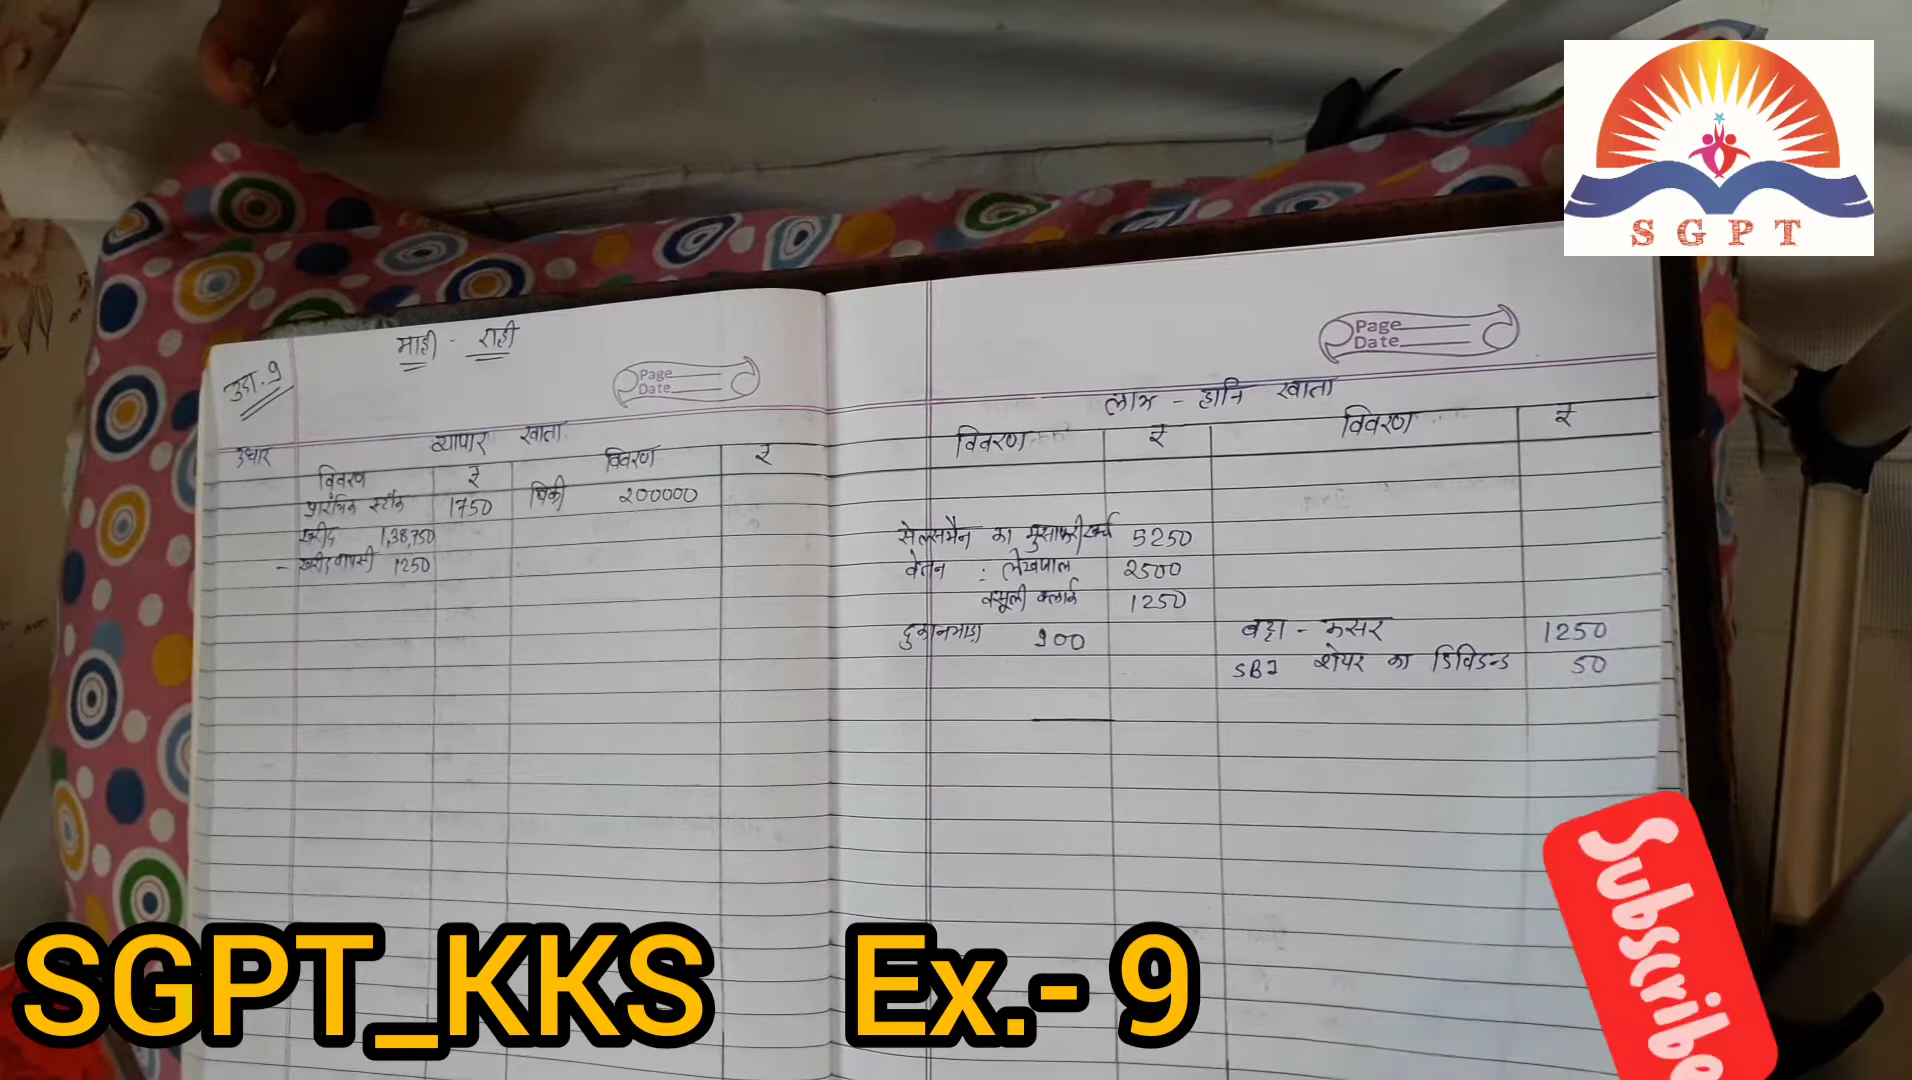 SGPT
माही - राही
उदा. 9
Page
Date
व्यापार खाता
उधार
विवरण ₹ विवरण ₹
प्रारंभिक स्टॉक 1750 बिक्री 200000
खरीद 1,38,750
- खरीद वापसी 1250
Page
Date
लाभ - हानि खाता
विवरण ₹ विवरण ₹
सेल्समैन का मुसाफरी खर्च 5250
वेतन : लेखपाल 2500
वसूली क्लार्क 1250
दुकानभाडा 900 बट्टा - कसर 1250
SBI शेयर का डिविडन्ड 50
SGPT_KKS Ex.- 9
Subscribe